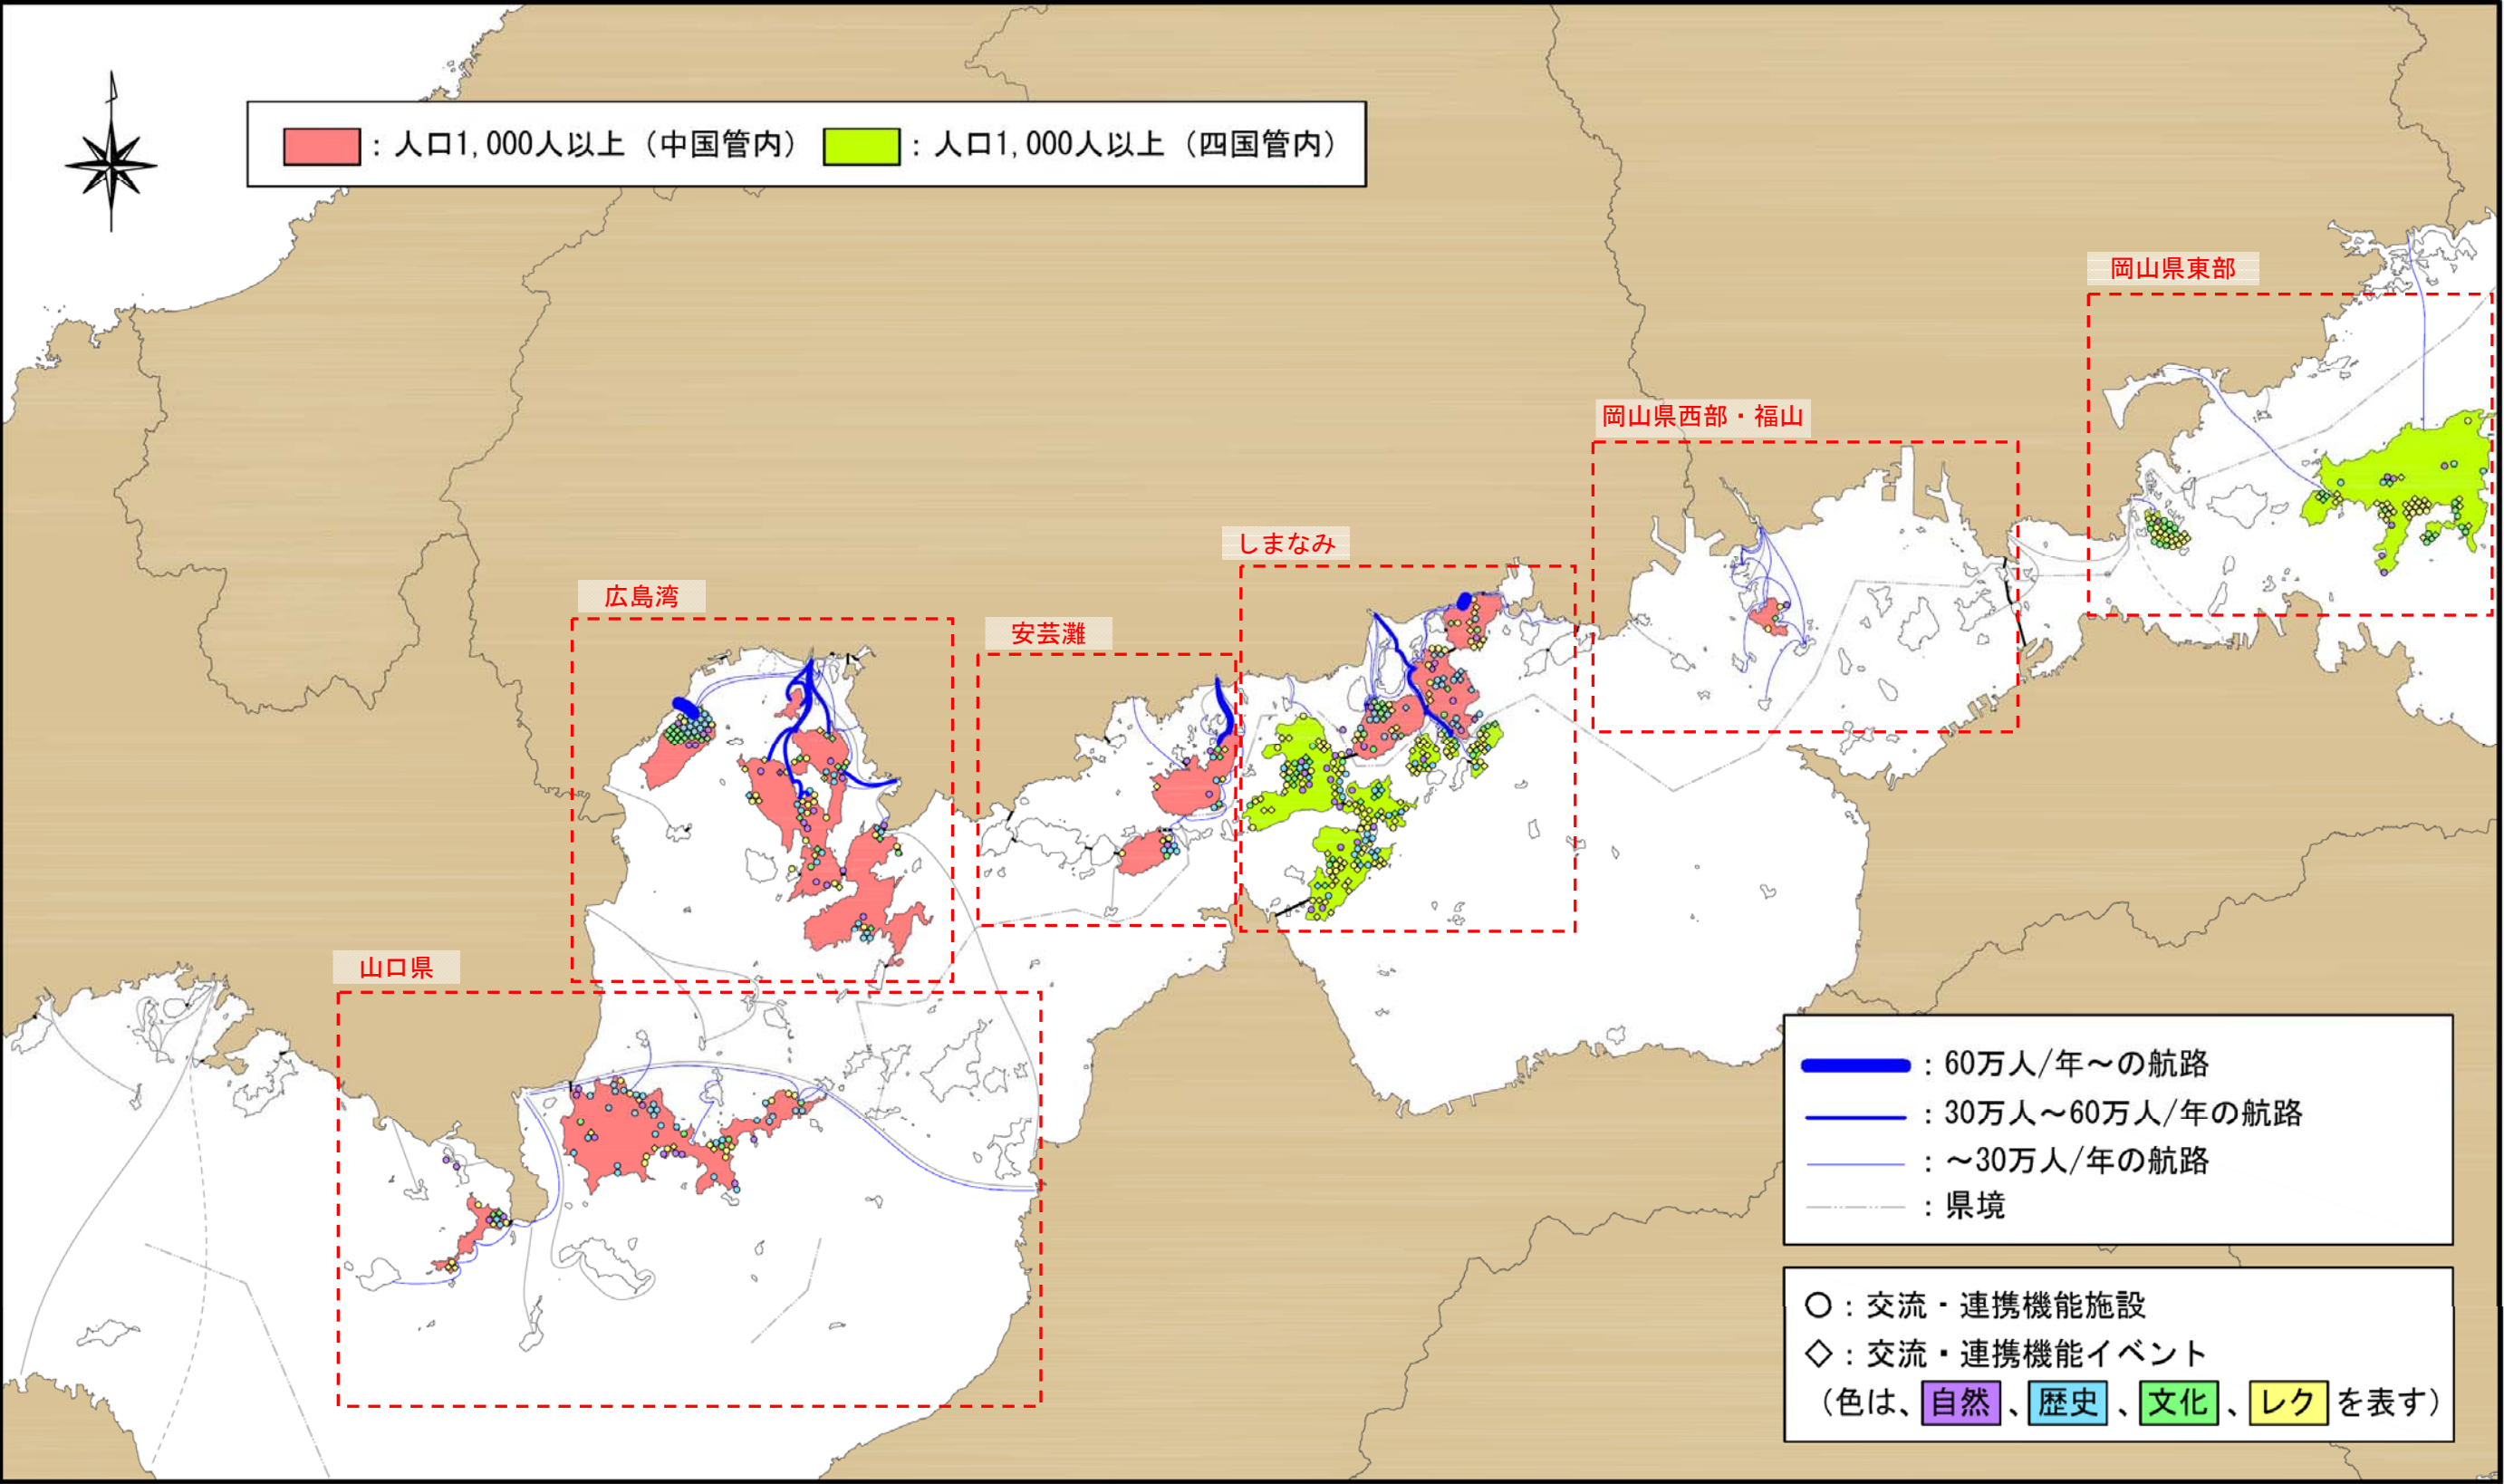 ：人口1,000人以上（中国管内）　：人口1,000人以上（四国管内）
岡山県東部
岡山県西部・福山
しまなみ
広島湾
安芸灘
山口県
：60万人/年～の航路
：30万人～60万人/年の航路
：～30万人/年の航路
：県境
○：交流・連携機能施設
◇：交流・連携機能イベント
（色は、自然、歴史、文化、レクを表す）